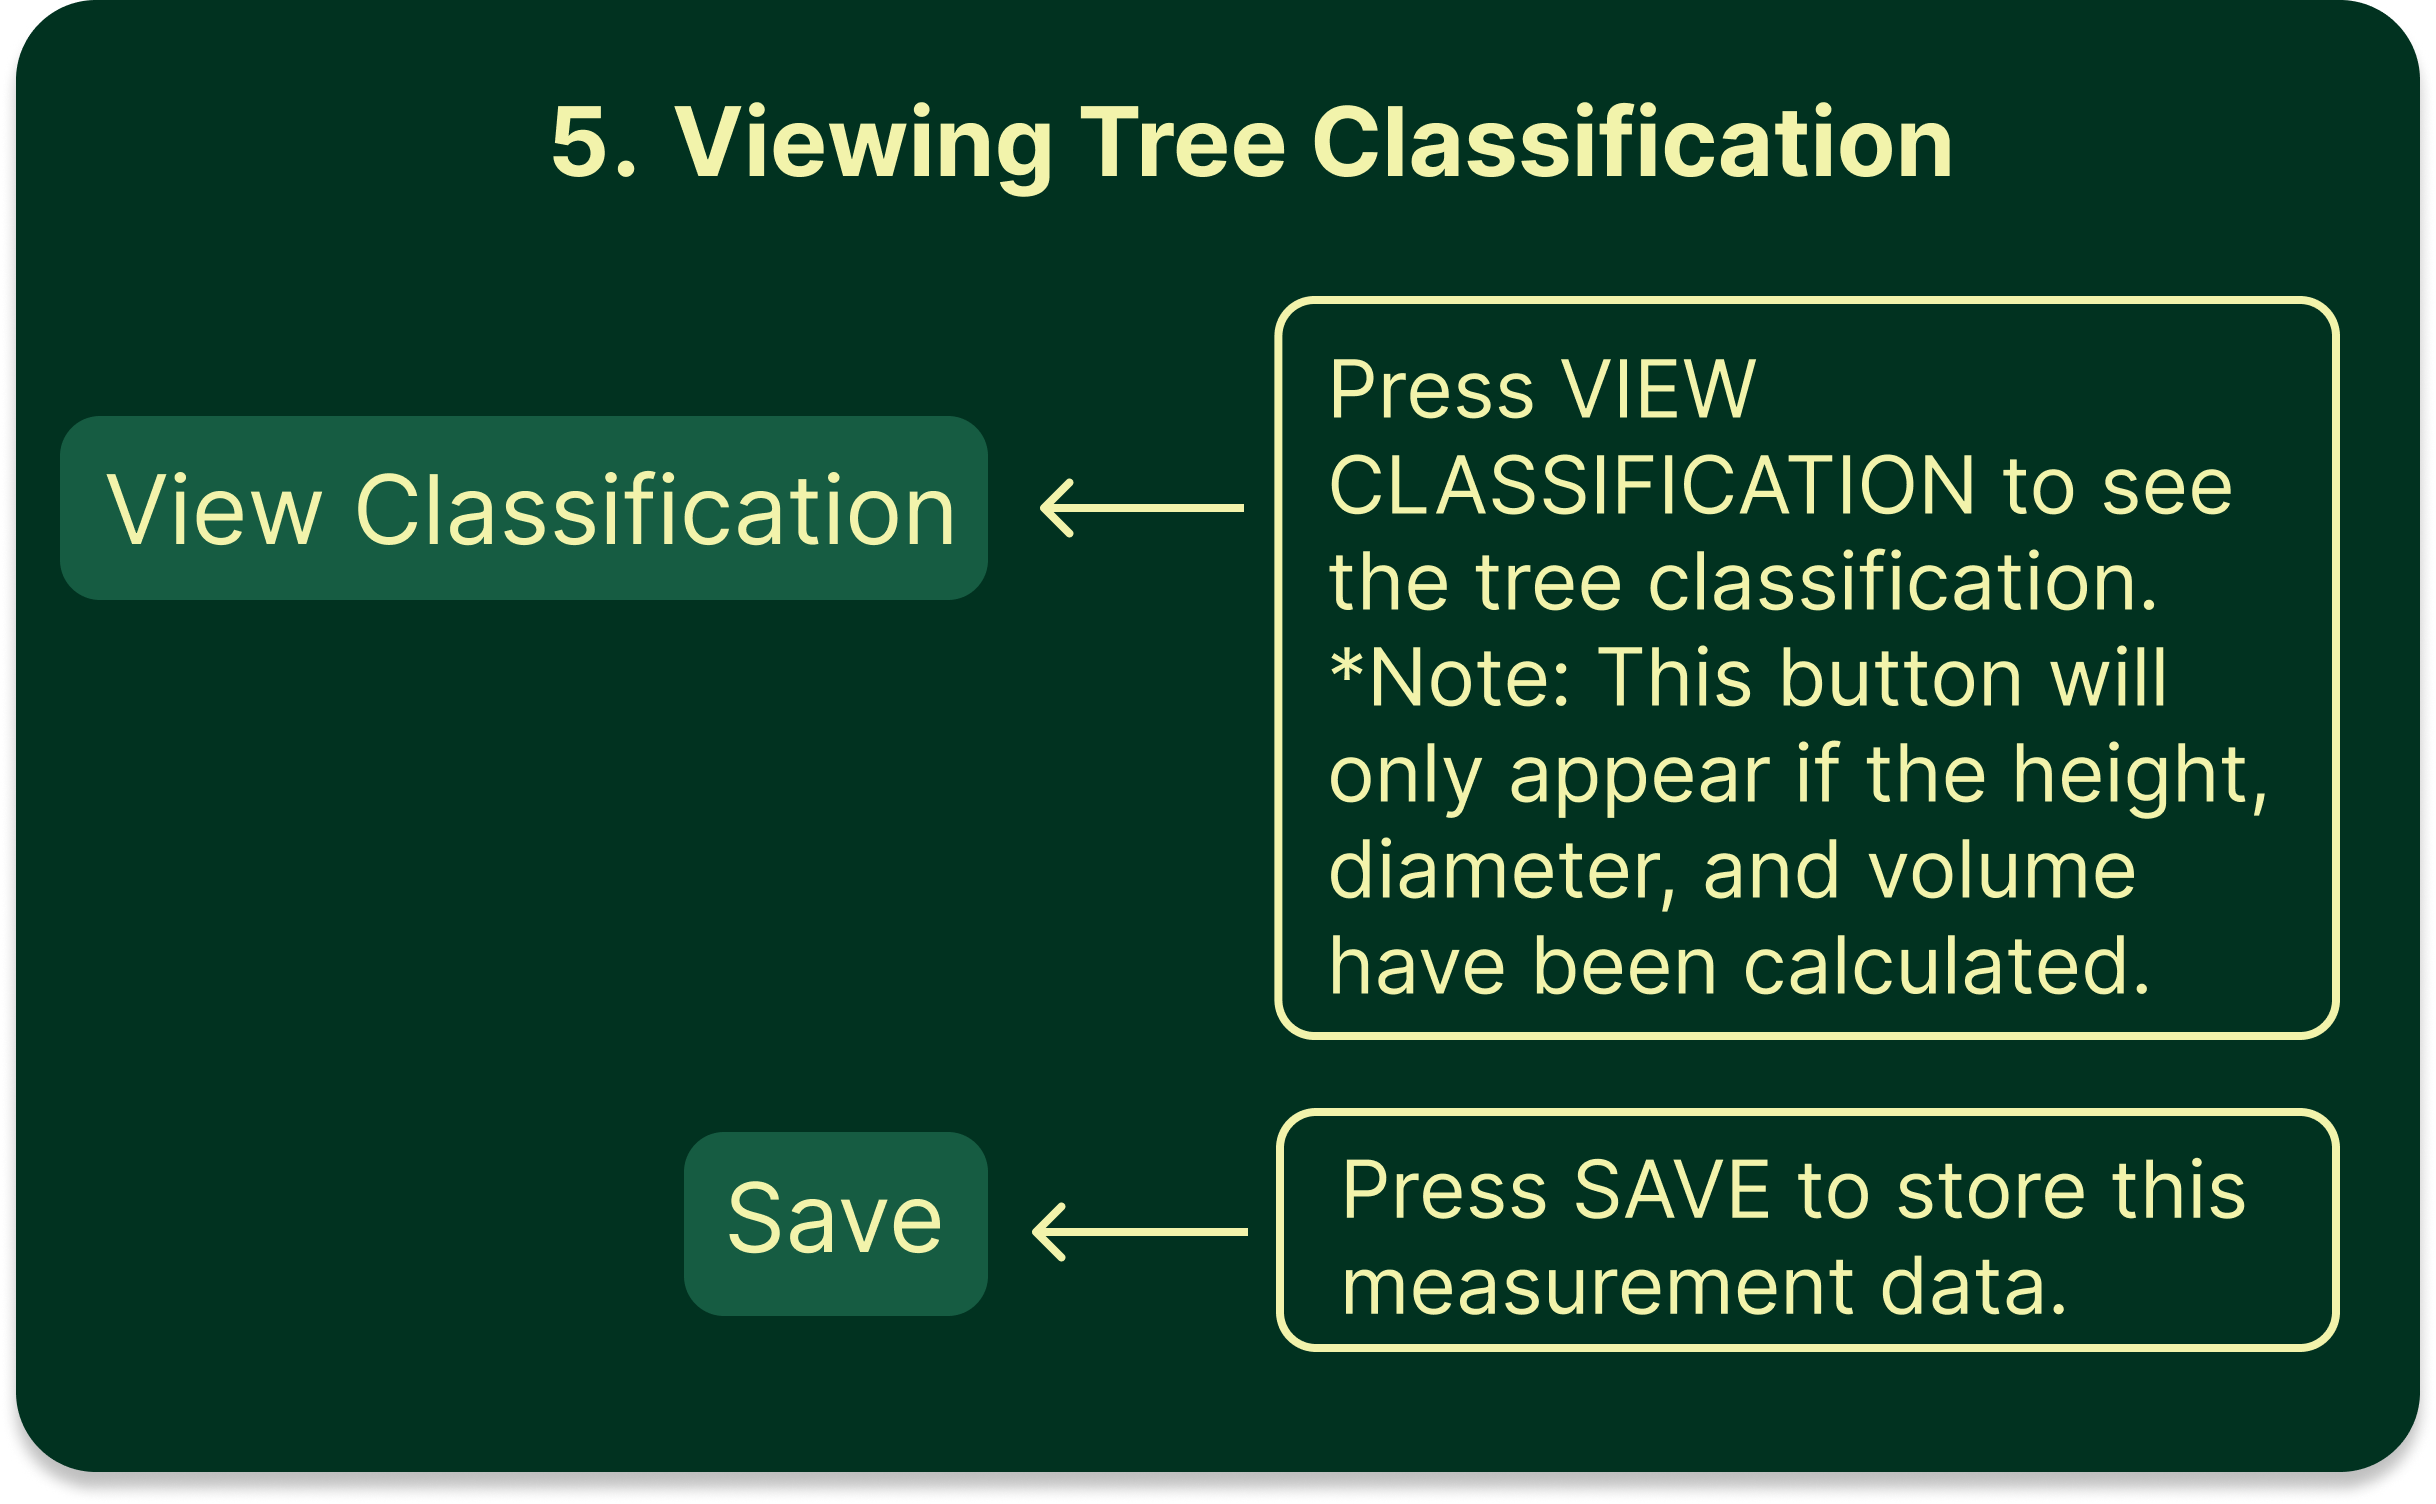 5. Viewing Tree Classification
View Classification
Press VIEW
CLASSIFICATION to see
the tree classification.
*Note: This button will
only appear if the height,
diameter, and volume
have been calculated.
Save
Press SAVE to store this
measurement data.